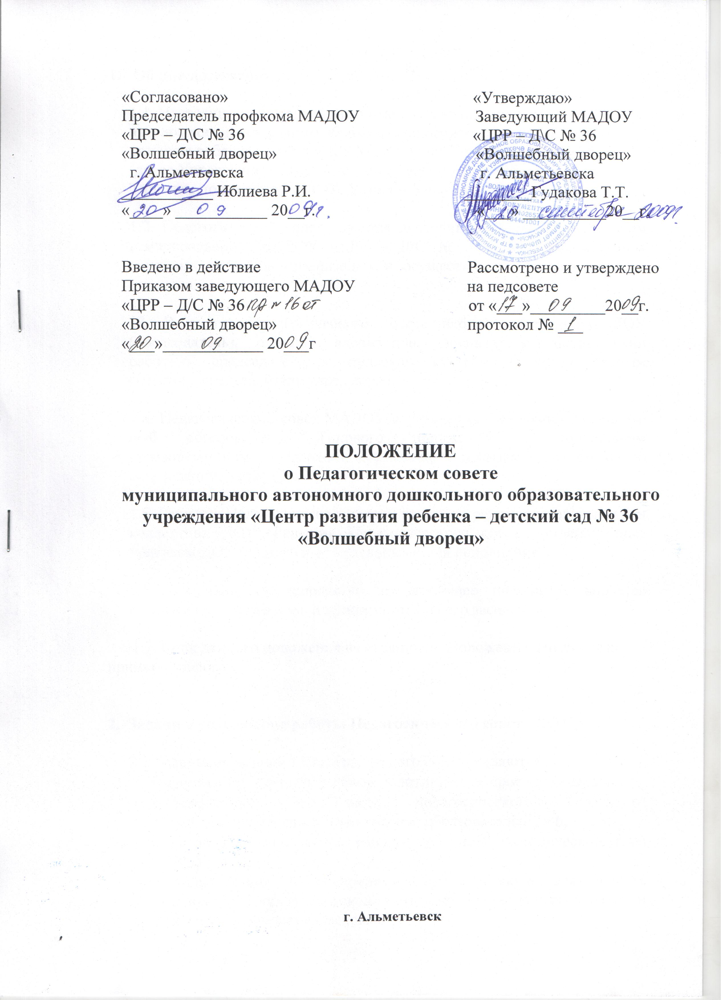 «Согласовано»
Председатель профкома МАДОУ
«ЦРР – Д\С № 36
«Волшебный дворец»
г. Альметьевска
Иблиева Р.И.
«20» 09 2009г.
«Утверждаю»
Заведующий МАДОУ
«ЦРР – Д\С № 36
«Волшебный дворец»
г. Альметьевска
Гудакова Т.Т.
«20» сентября 2009г.
Введено в действие
Приказом заведующего МАДОУ
«ЦРР – Д/С № 36 пр № 16 от
«Волшебный дворец»
«20» 09 2009г
Рассмотрено и утверждено
на педсовете
от «17» 09 2009г.
протокол № 1
ПОЛОЖЕНИЕ
о Педагогическом совете
муниципального автономного дошкольного образовательного
учреждения «Центр развития ребенка – детский сад № 36
«Волшебный дворец»
г. Альметьевск